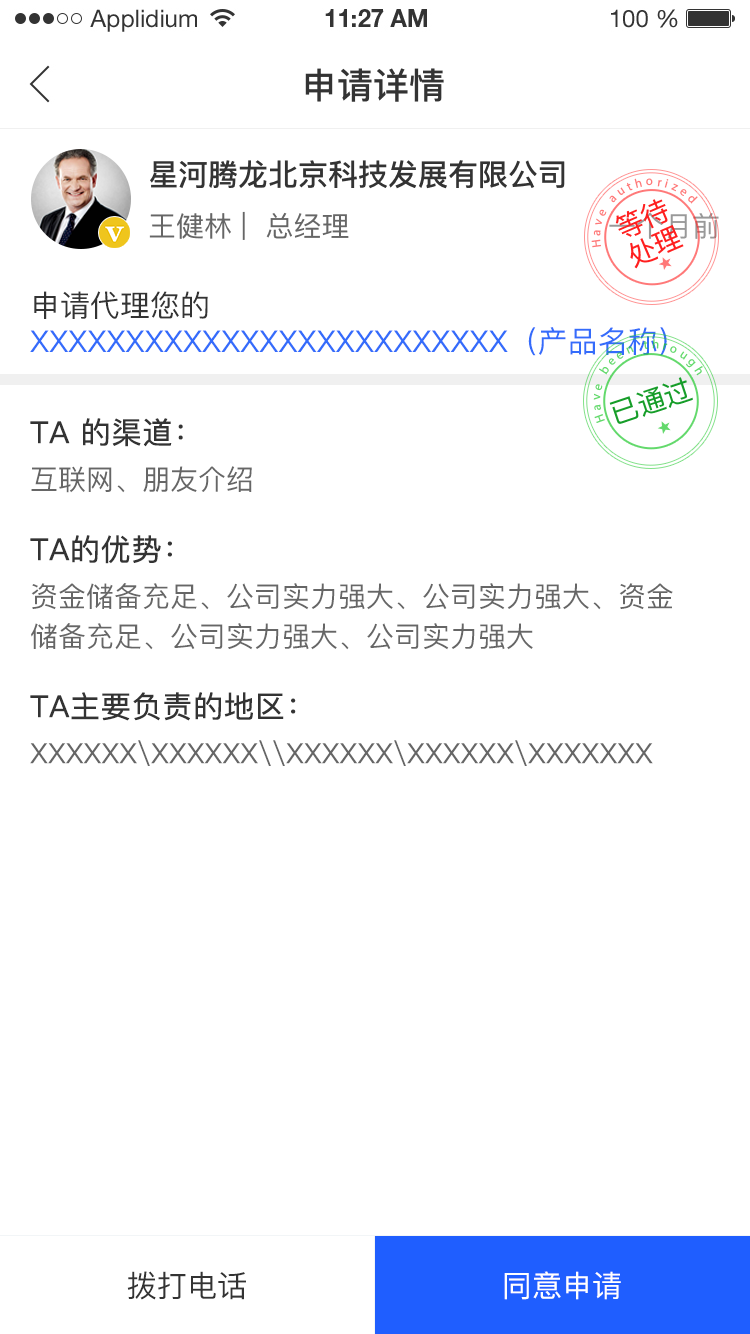 Applidium 11:27 AM 100 %
申请详情
星河腾龙北京科技发展有限公司
王健林 | 总经理
月前
V
Have authorized
等待
处理
申请代理您的
XXXXXXXXXXXXXXXXXXXXXXXXX（产品名称）
Have been through
已通过
TA 的渠道：
互联网、朋友介绍
TA的优势：
资金储备充足、公司实力强大、公司实力强大、资金
储备充足、公司实力强大、公司实力强大
TA主要负责的地区：
XXXXXX\XXXXXX\\XXXXXX\XXXXXX\XXXXXXX
拨打电话
同意申请